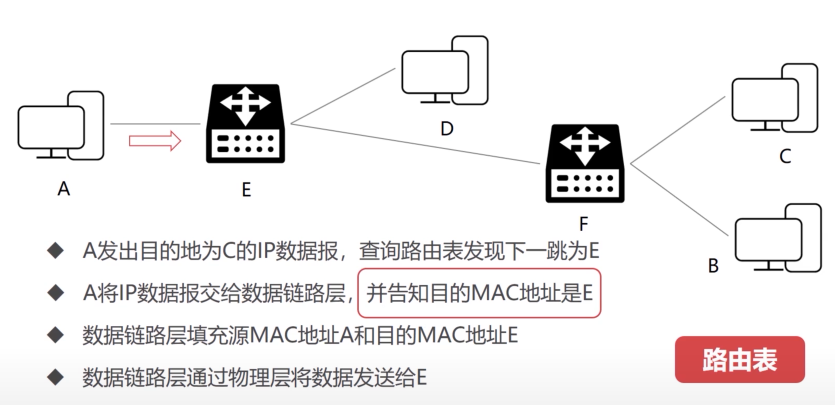 D
A
E
C
F
B
◆ A发出目的地为C的IP数据报，查询路由表发现下一跳为E
◆ A将IP数据报交给数据链路层，并告知目的MAC地址是E
◆ 数据链路层填充源MAC地址A和目的MAC地址E
◆ 数据链路层通过物理层将数据发送给E
路由表